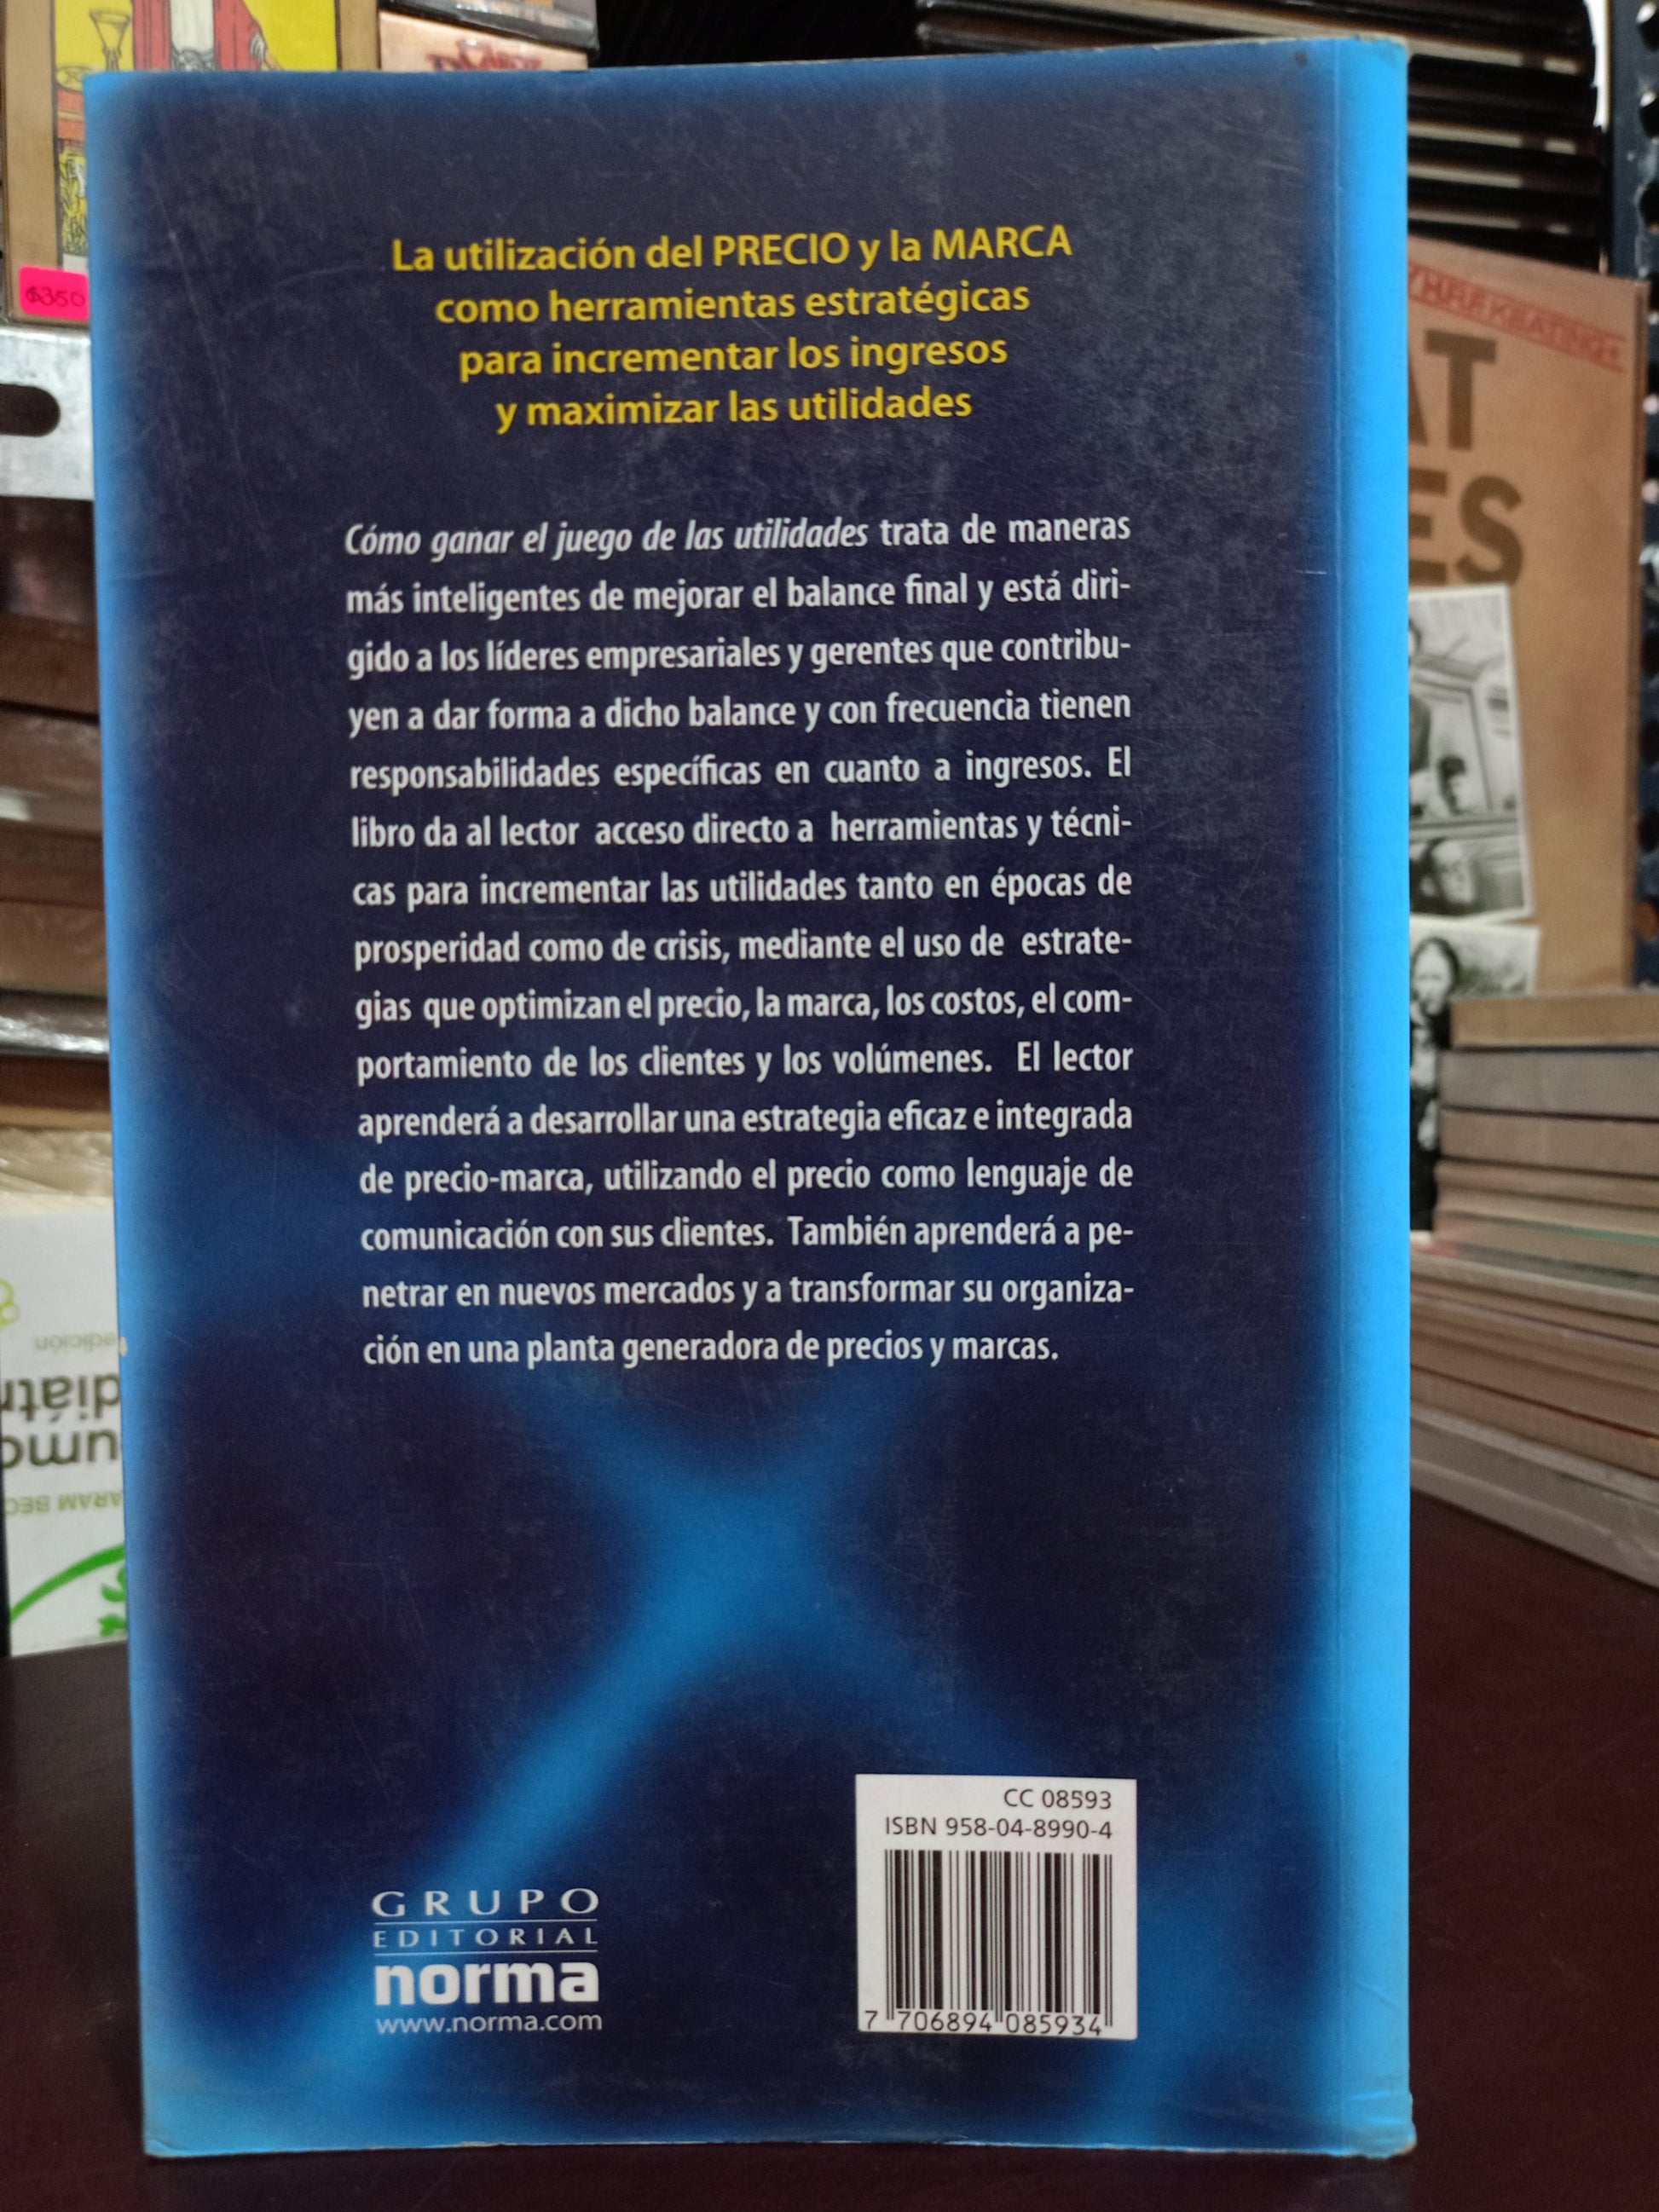 La utilización del PRECIO y la MARCA
como herramientas estratégicas
para incrementar los ingresos
y maximizar las utilidades
Cómo ganar el juego de las utilidades trata de maneras
más inteligentes de mejorar el balance final y está diri-
gido a los líderes empresariales y gerentes que contribu-
yen a dar forma a dicho balance y con frecuencia tienen
responsabilidades específicas en cuanto a ingresos. El
libro da al lector acceso directo a herramientas y técni-
cas para incrementar las utilidades tanto en épocas de
prosperidad como de crisis, mediante el uso de estrate-
gias que optimizan el precio, la marca, los costos, el com-
portamiento de los clientes y los volúmenes. El lector
aprenderá a desarrollar una estrategia eficaz e integrada
de precio-marca, utilizando el precio como lenguaje de
comunicación con sus clientes. También aprenderá a pe-
netrar en nuevos mercados y a transformar su organiza-
ción en una planta generadora de precios y marcas.
CC 08593
ISBN 958-04-8990-4
7 706894 085934
GRUPO
EDITORIAL
norma
www.norma.com
$350
edición